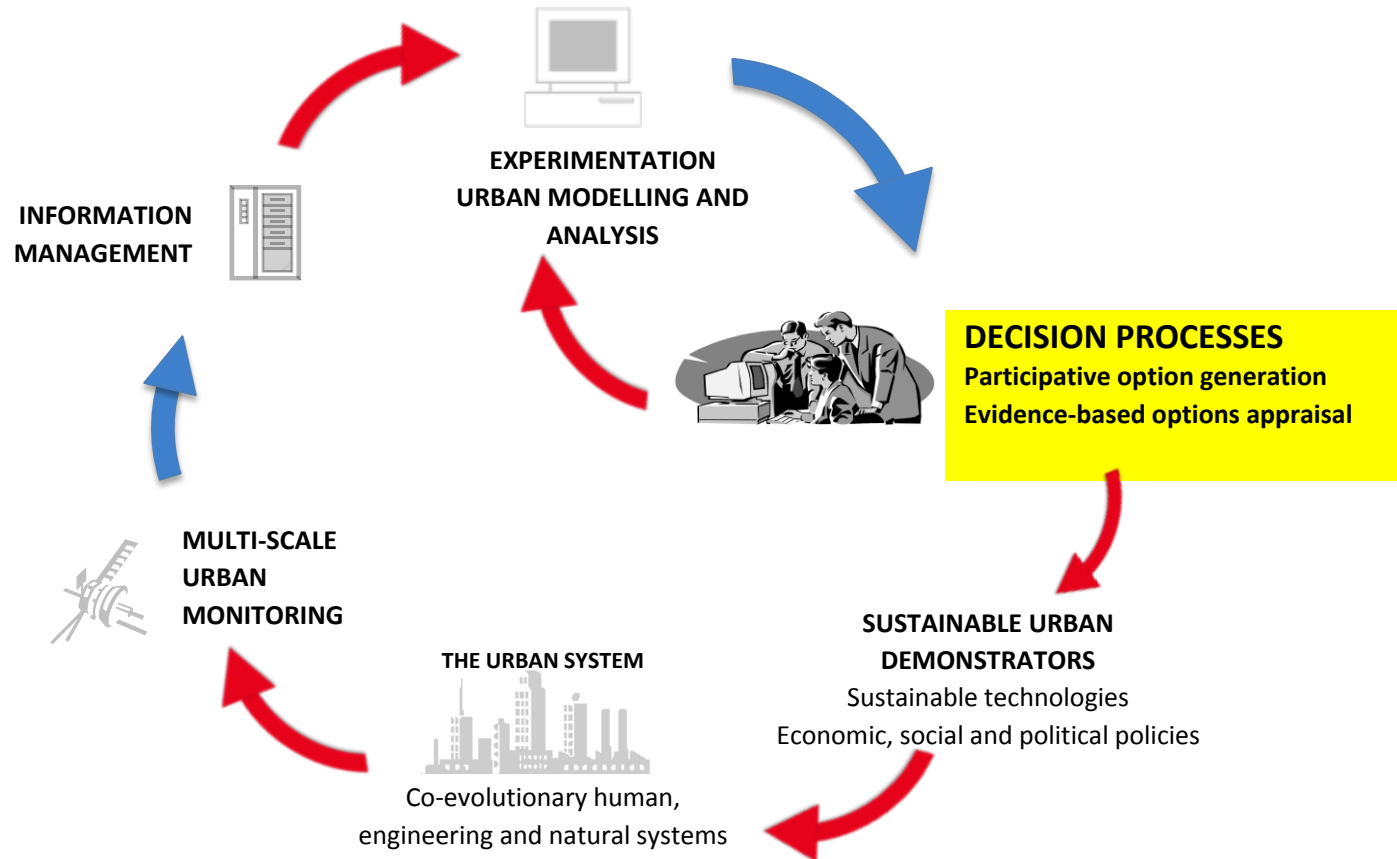 EXPERIMENTATION
URBAN MODELLING AND
ANALYSIS
INFORMATION
MANAGEMENT
DECISION PROCESSES
Participative option generation
Evidence-based options appraisal
MULTI-SCALE
URBAN
MONITORING
SUSTAINABLE URBAN
DEMONSTRATORS
Sustainable technologies
Economic, social and political policies
THE URBAN SYSTEM
Co-evolutionary human,
engineering and natural systems